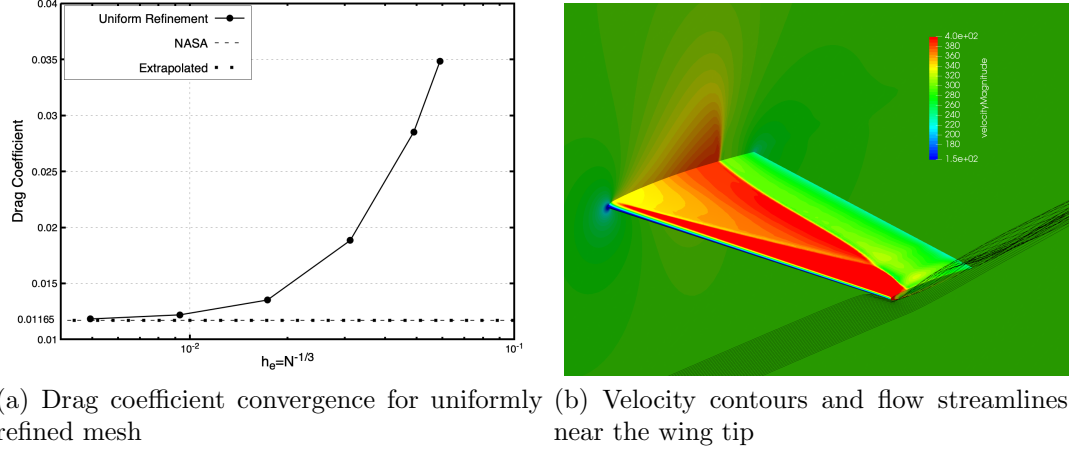 0.04
0.035
0.03
0.025
0.02
0.015
0.01165
0.01
Drag Coefficient
Uniform Refinement
NASA
Extrapolated
10-2
10-1
he=N-1/3
4.0e+02
380
360
340
320
300
280
260
240
220
200
180
1.5e+02
velocityMagnitude
(a) Drag coefficient convergence for uniformly
refined mesh
(b) Velocity contours and flow streamlines
near the wing tip